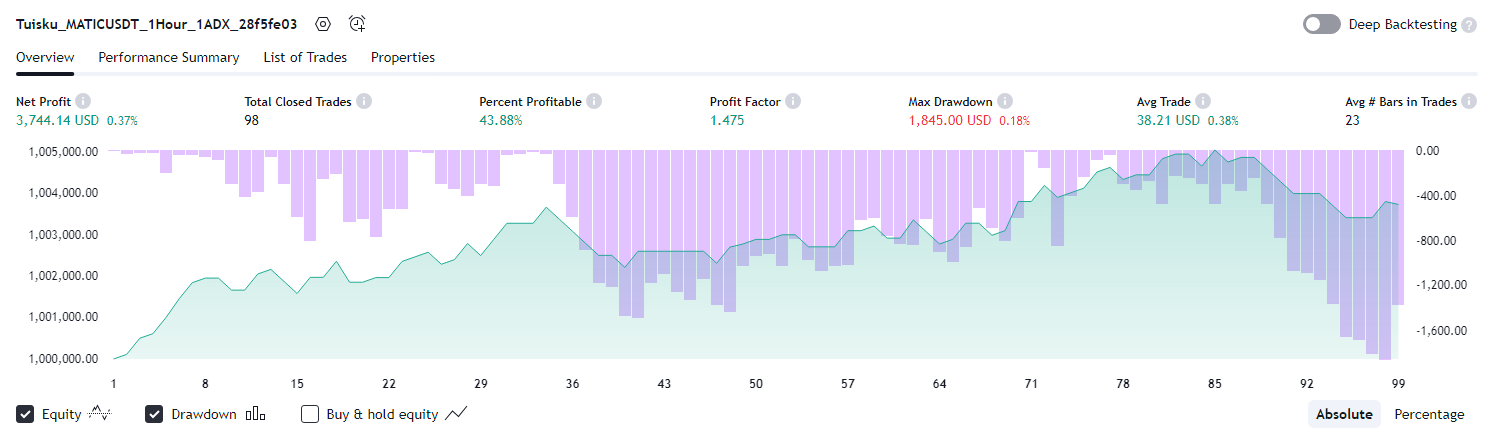 Tuisku_MATICUSDT_1Hour_1ADX_28f5fe03 Deep Backtesting ?
Overview Performance Summary List of Trades Properties
Net Profit i Total Closed Trades i Percent Profitable i Profit Factor i Max Drawdown i Avg Trade i Avg # Bars in Trades i
3,744.14 USD 0.37% 98 43.88% 1.475 1,845.00 USD 0.18% 38.21 USD 0.38% 23
1,005,000.00 0.00
1,004,000.00 -400.00
1,003,000.00 -800.00
1,002,000.00 -1,200.00
1,001,000.00 -1,600.00
1,000,000.00
1 8 15 22 29 36 43 50 57 64 71 78 85 92 99
Equity Drawdown Buy & hold equity Absolute Percentage